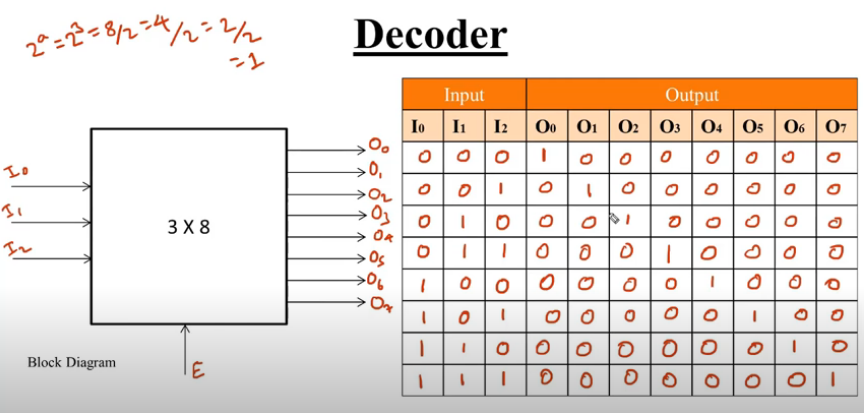 2ⁿ=2³=8/2=4/2=2/2
=1
Decoder
Input Output
I0 I1 I2 O0 O1 O2 O3 O4 O5 O6 O7
0 0 0 1 0 0 0 0 0 0 0
0 0 1 0 1 0 0 0 0 0 0
0 1 0 0 0 1 0 0 0 0 0
0 1 1 0 0 0 1 0 0 0 0
1 0 0 0 0 0 0 1 0 0 0
1 0 1 0 0 0 0 0 1 0 0
1 1 0 0 0 0 0 0 0 1 0
1 1 1 0 0 0 0 0 0 0 1
I0
I1
I2
3 X 8
O0
O1
O2
O3
O4
O5
O6
O7
E
Block Diagram